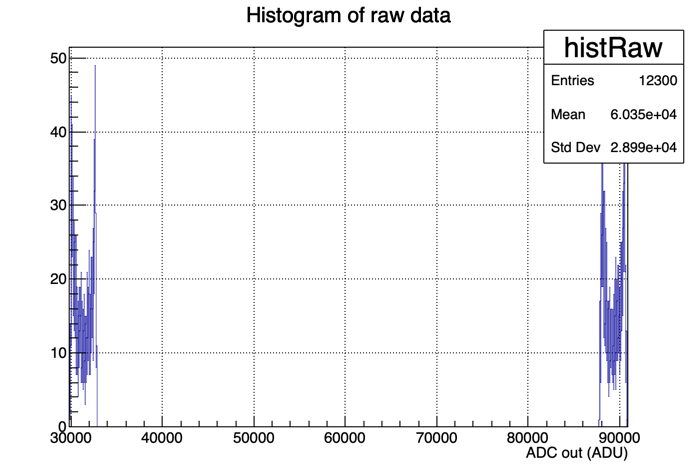 Histogram of raw data
histRaw
Entries 12300
Mean 6.035e+04
Std Dev 2.899e+04
50
40
30
20
10
0
30000 40000 50000 60000 70000 80000 90000
ADC out (ADU)